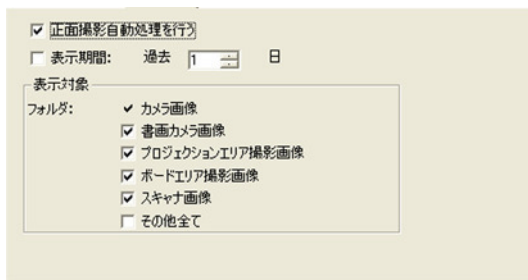 正面撮影自動処理を行う
表示期間: 過去 1 日
表示対象
フォルダ: カメラ画像
書画カメラ画像
プロジェクションエリア撮影画像
ボードエリア撮影画像
スキャナ画像
その他全て